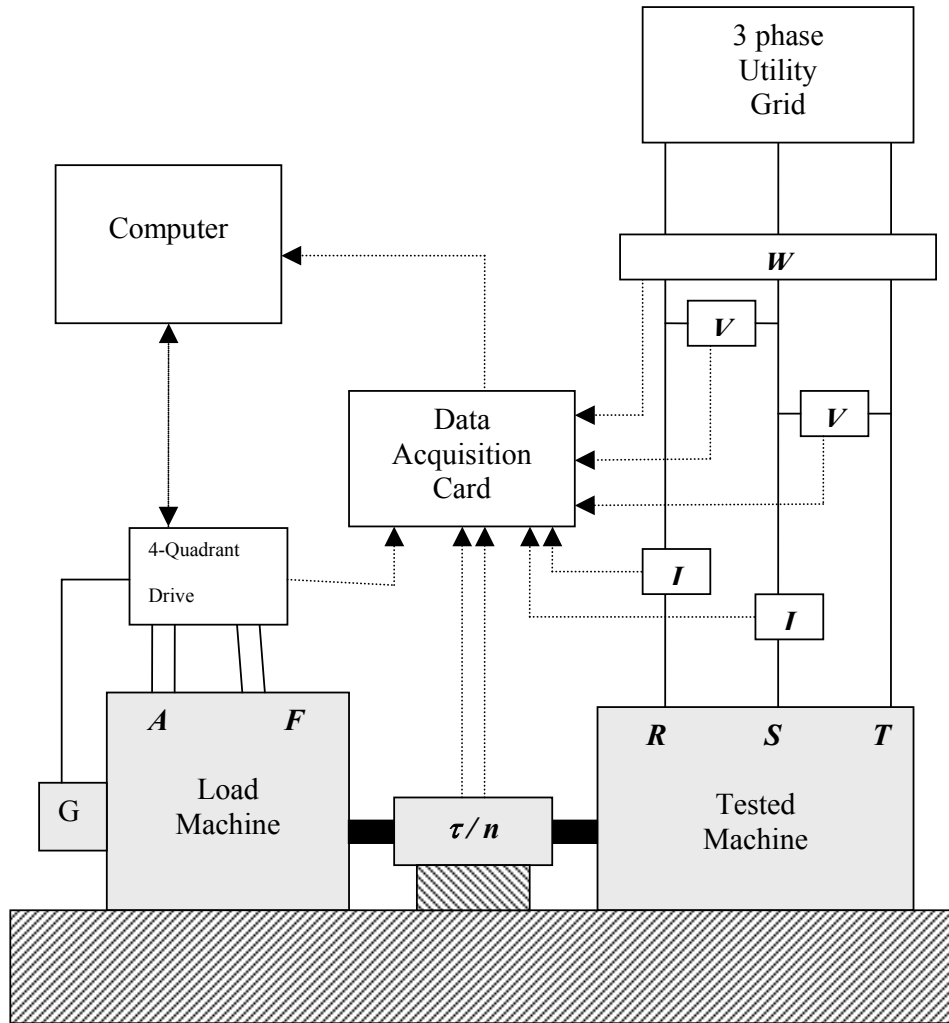 3 phase
Utility
Grid
Computer
W
V
V
Data
Acquisition
Card
4-Quadrant
Drive
I
I
A
F
R
S
T
G
Load
Machine
τ / n
Tested
Machine